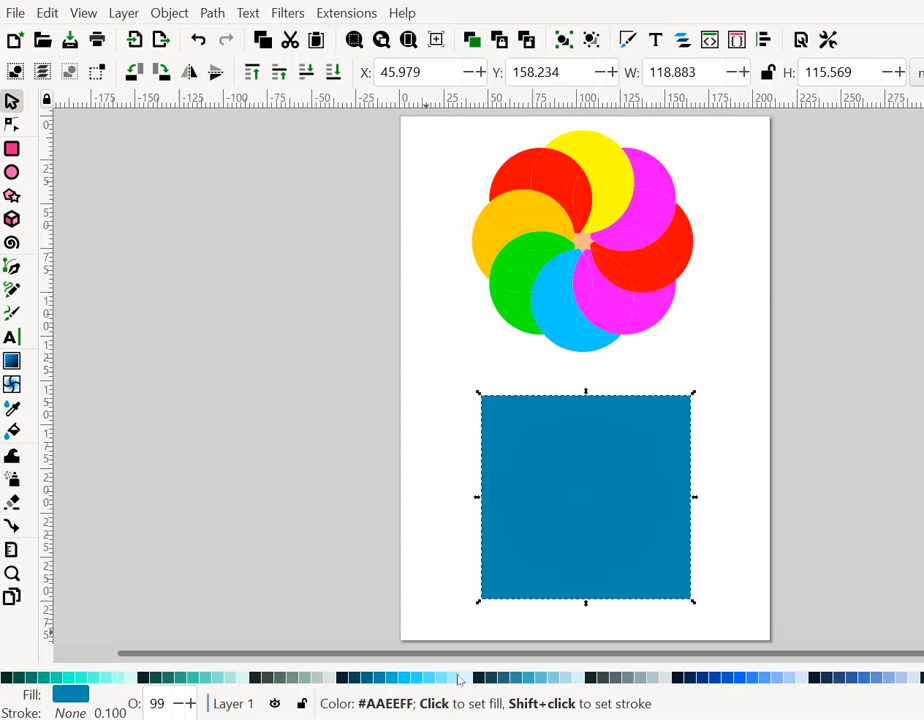 File Edit View Layer Object Path Text Filters Extensions Help
X: 45.979 Y: 158.234 W: 118.883 H: 115.569
-175 -150 -125 -100 -75 -50 -25 0 25 50 75 100 125 150 175 200 225 250 275
Fill: O: 99 Layer 1 Color: #AAEEFF; Click to set fill, Shift+click to set stroke
Stroke: None 0.100